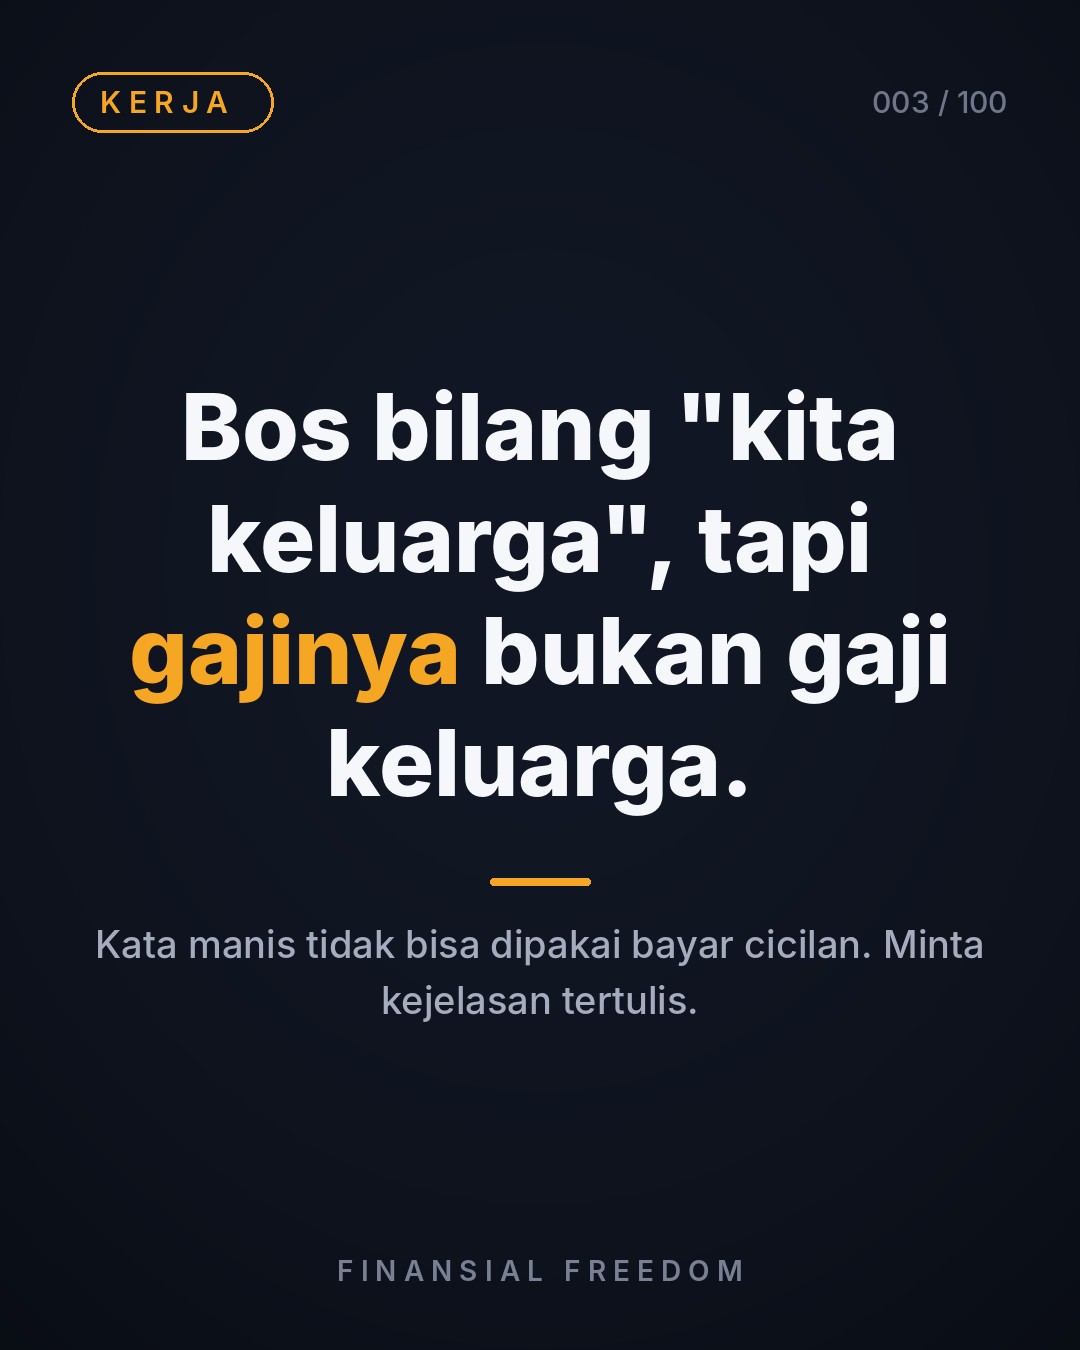 KERJA
003 / 100
Bos bilang "kita
keluarga", tapi
gajinya bukan gaji
keluarga.
Kata manis tidak bisa dipakai bayar cicilan. Minta
kejelasan tertulis.
FINANSIAL FREEDOM